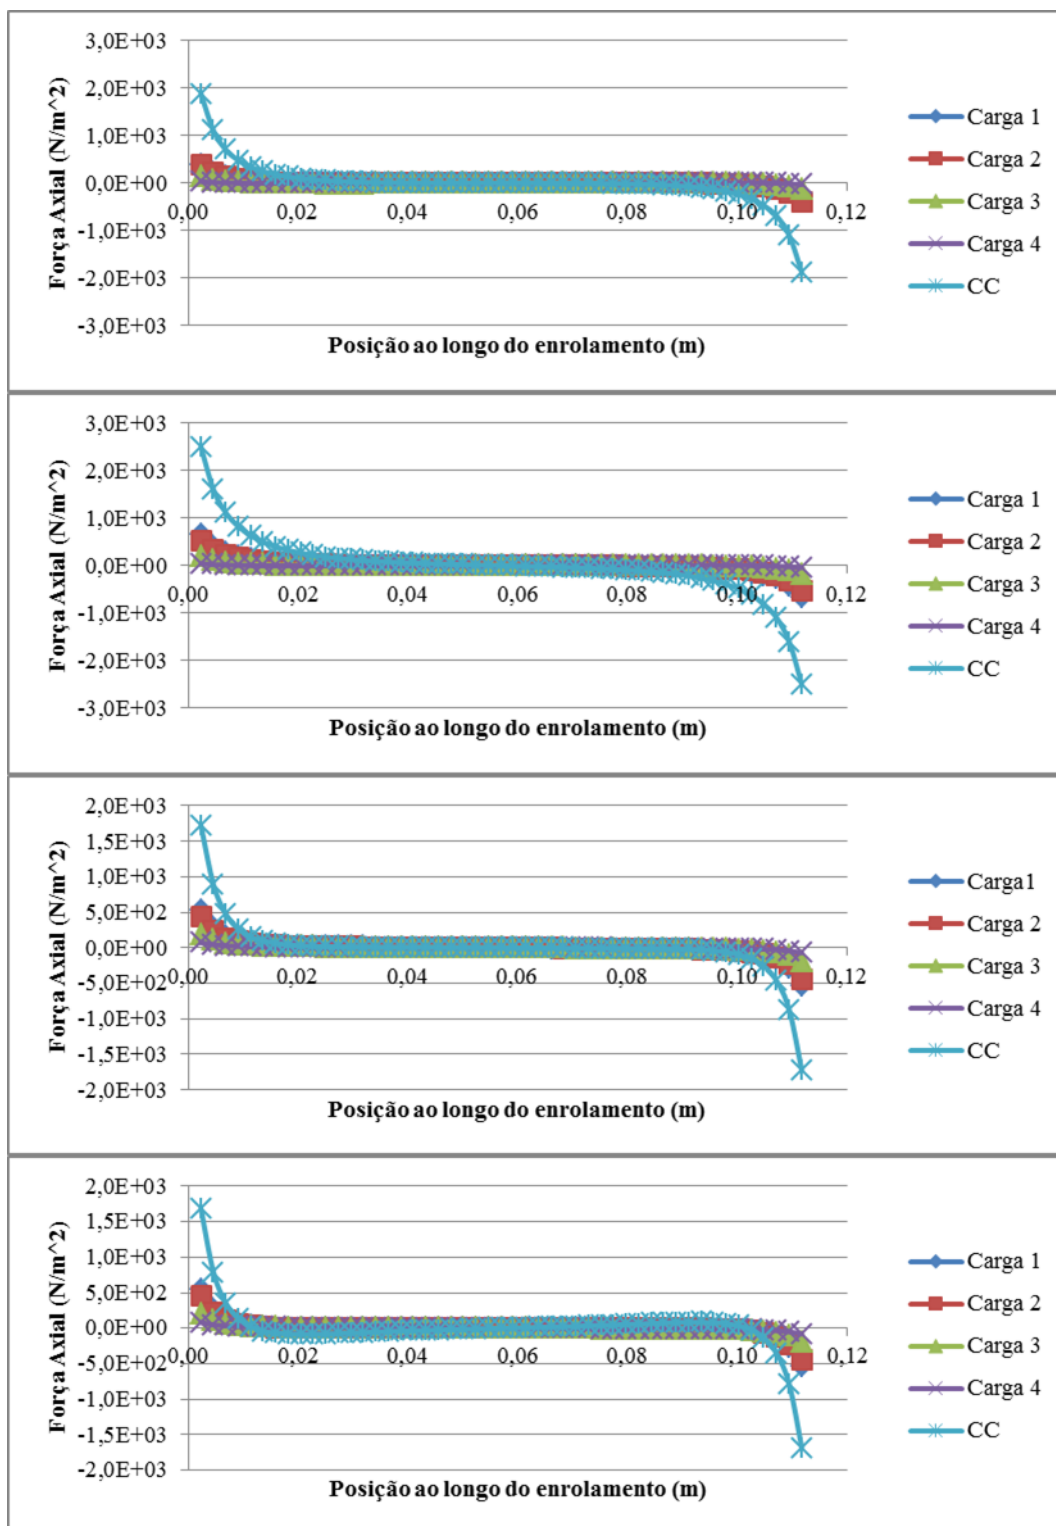 3,0E+03
2,0E+03
1,0E+03
0,0E+00
-1,0E+03
-2,0E+03
-3,0E+03
0,00 0,02 0,04 0,06 0,08 0,10 0,12
Força Axial (N/m^2)
Posição ao longo do enrolamento (m)
Carga 1
Carga 2
Carga 3
Carga 4
CC
3,0E+03
2,0E+03
1,0E+03
0,0E+00
-1,0E+03
-2,0E+03
-3,0E+03
0,00 0,02 0,04 0,06 0,08 0,10 0,12
Força Axial (N/m^2)
Posição ao longo do enrolamento (m)
Carga 1
Carga 2
Carga 3
Carga 4
CC
2,0E+03
1,5E+03
1,0E+03
5,0E+02
0,0E+00
-5,0E+02
-1,0E+03
-1,5E+03
-2,0E+03
0,00 0,02 0,04 0,06 0,08 0,10 0,12
Força Axial (N/m^2)
Posição ao longo do enrolamento (m)
Carga1
Carga 2
Carga 3
Carga 4
CC
2,0E+03
1,5E+03
1,0E+03
5,0E+02
0,0E+00
-5,0E+02
-1,0E+03
-1,5E+03
-2,0E+03
0,00 0,02 0,04 0,06 0,08 0,10 0,12
Força Axial (N/m^2)
Posição ao longo do enrolamento (m)
Carga 1
Carga 2
Carga 3
Carga 4
CC